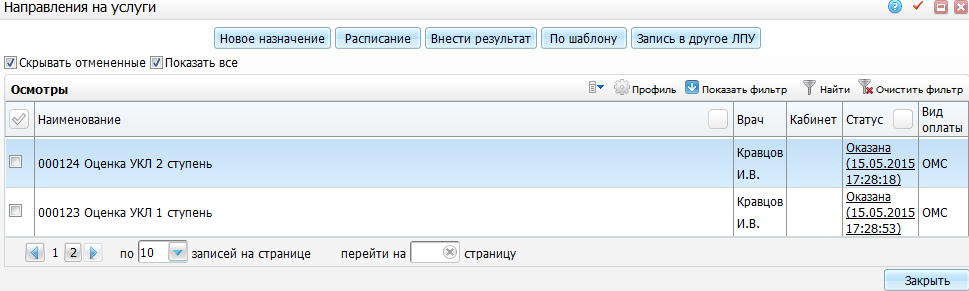 Направления на услуги
Новое назначение Расписание Внести результат По шаблону Запись в другое ЛПУ
Скрывать отмененные Показать все
Осмотры Профиль Показать фильтр Найти Очистить фильтр
Наименование Врач Кабинет Статус Вид оплаты
000124 Оценка УКЛ 2 ступень Кравцов И.В. Оказана (15.05.2015 17:28:18) ОМС
000123 Оценка УКЛ 1 ступень Кравцов И.В. Оказана (15.05.2015 17:28:53) ОМС
1 2 по 10 записей на странице перейти на страницу
Закрыть